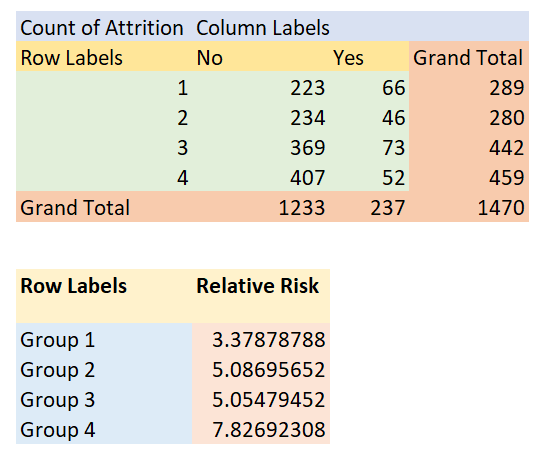 Count of Attrition Column Labels
Row Labels No Yes Grand Total
1 223 66 289
2 234 46 280
3 369 73 442
4 407 52 459
Grand Total 1233 237 1470
Row Labels Relative Risk
Group 1 3.37878788
Group 2 5.08695652
Group 3 5.05479452
Group 4 7.82692308